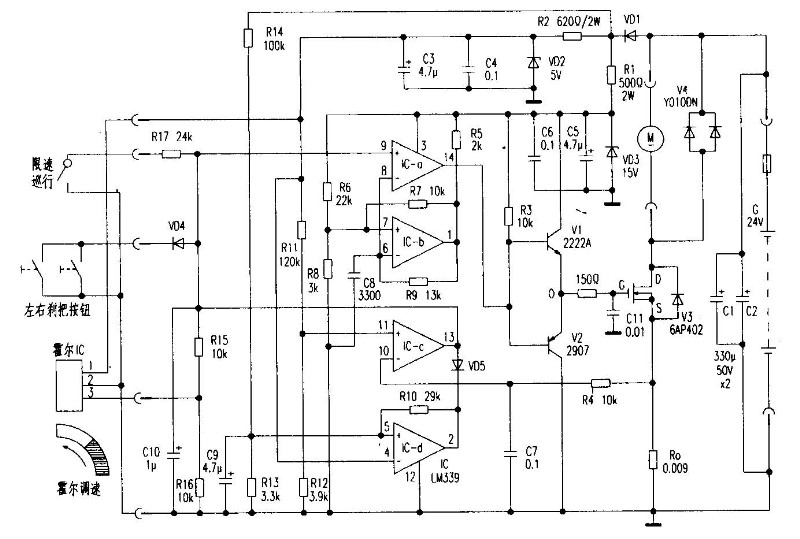 R14
100k
R2 620Ω/2W
VD1
C3
4.7μ
C4
0.1
VD2
5V
R1
500Ω
2W
V4
Y0100N
R17 24k
限速
巡行
3
9
8
IC-a
14
R5
2k
C6
0.1
C5
4.7μ
VD3
15V
M
G
24V
R6
22k
R7 10k
R3
10k
VD4
R11
120k
R8
3k
7
6
IC-b
1
V1
2222A
C8
3300
R9 13k
150Ω
O
G
D
S
左右刹把按钮
C11
0.01
V3
6AP402
C1
C2
330μ
50V
x2
霍尔IC
1
2
3
R15
10k
11
10
IC-c
13
VD5
V2
2907
R4 10k
R10 29k
5
4
IC-d
2
12
IC
LM339
C10
1μ
C9
4.7μ
R16
10k
R13
3.3k
R12
3.9k
C7
0.1
Ro
0.009
霍尔调速